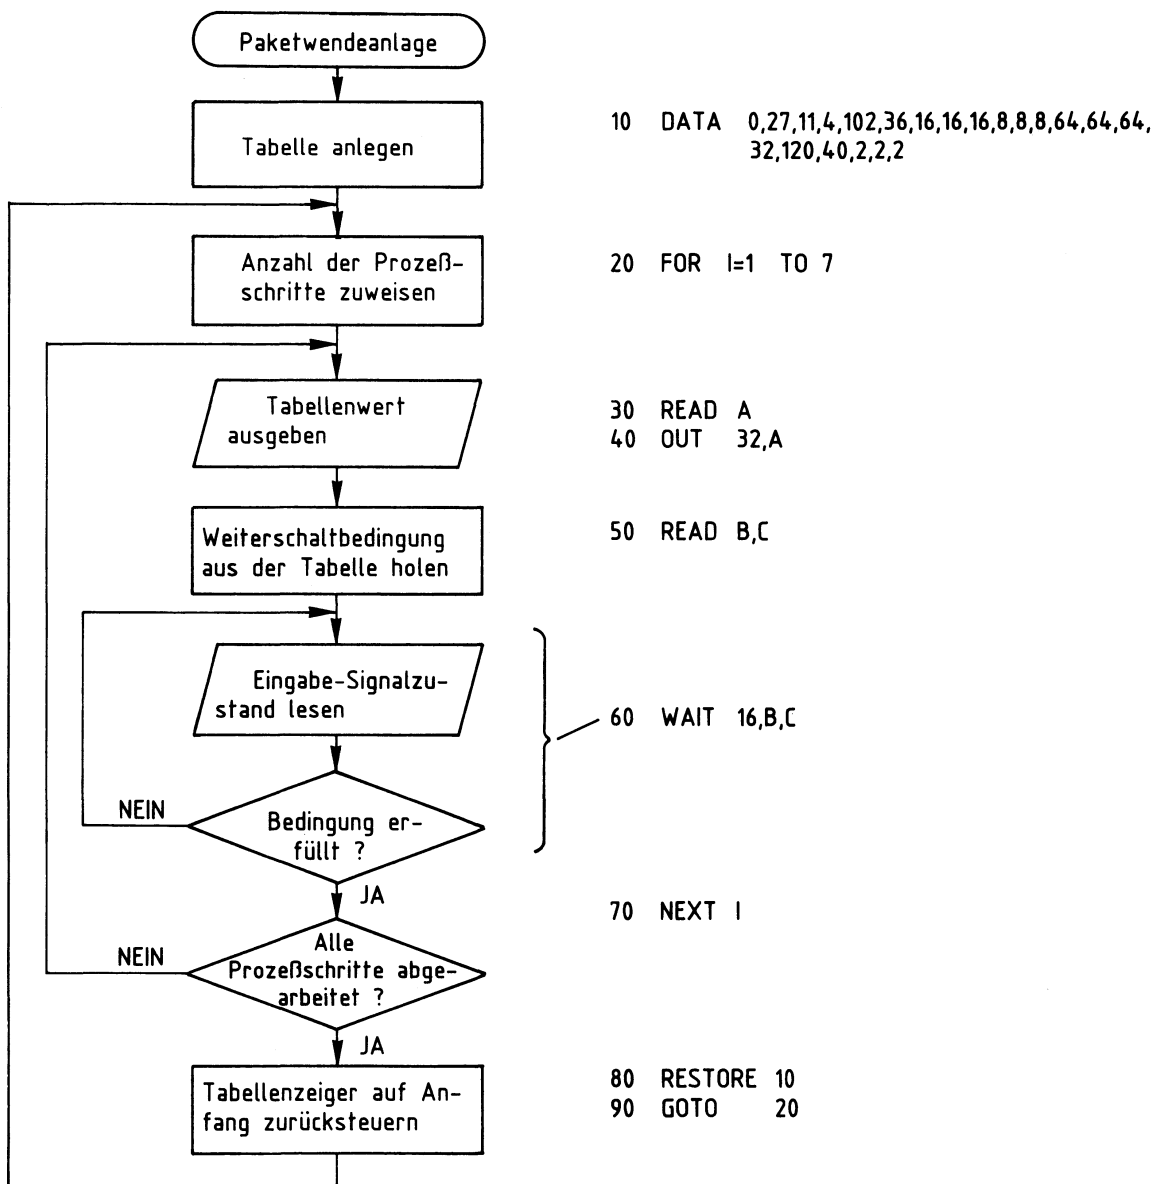 Paketwendeanlage
Tabelle anlegen
10 DATA 0,27,11,4,102,36,16,16,16,8,8,8,64,64,64,
32,120,40,2,2,2
Anzahl der Prozeß-
schritte zuweisen
20 FOR I=1 TO 7
Tabellenwert
ausgeben
30 READ A
40 OUT 32,A
Weiterschaltbedingung
aus der Tabelle holen
50 READ B,C
Eingabe-Signalzu-
stand lesen
60 WAIT 16,B,C
NEIN
Bedingung er-
füllt ?
JA
70 NEXT I
NEIN
Alle
Prozeßschritte abge-
arbeitet ?
JA
Tabellenzeiger auf An-
fang zurücksteuern
80 RESTORE 10
90 GOTO 20